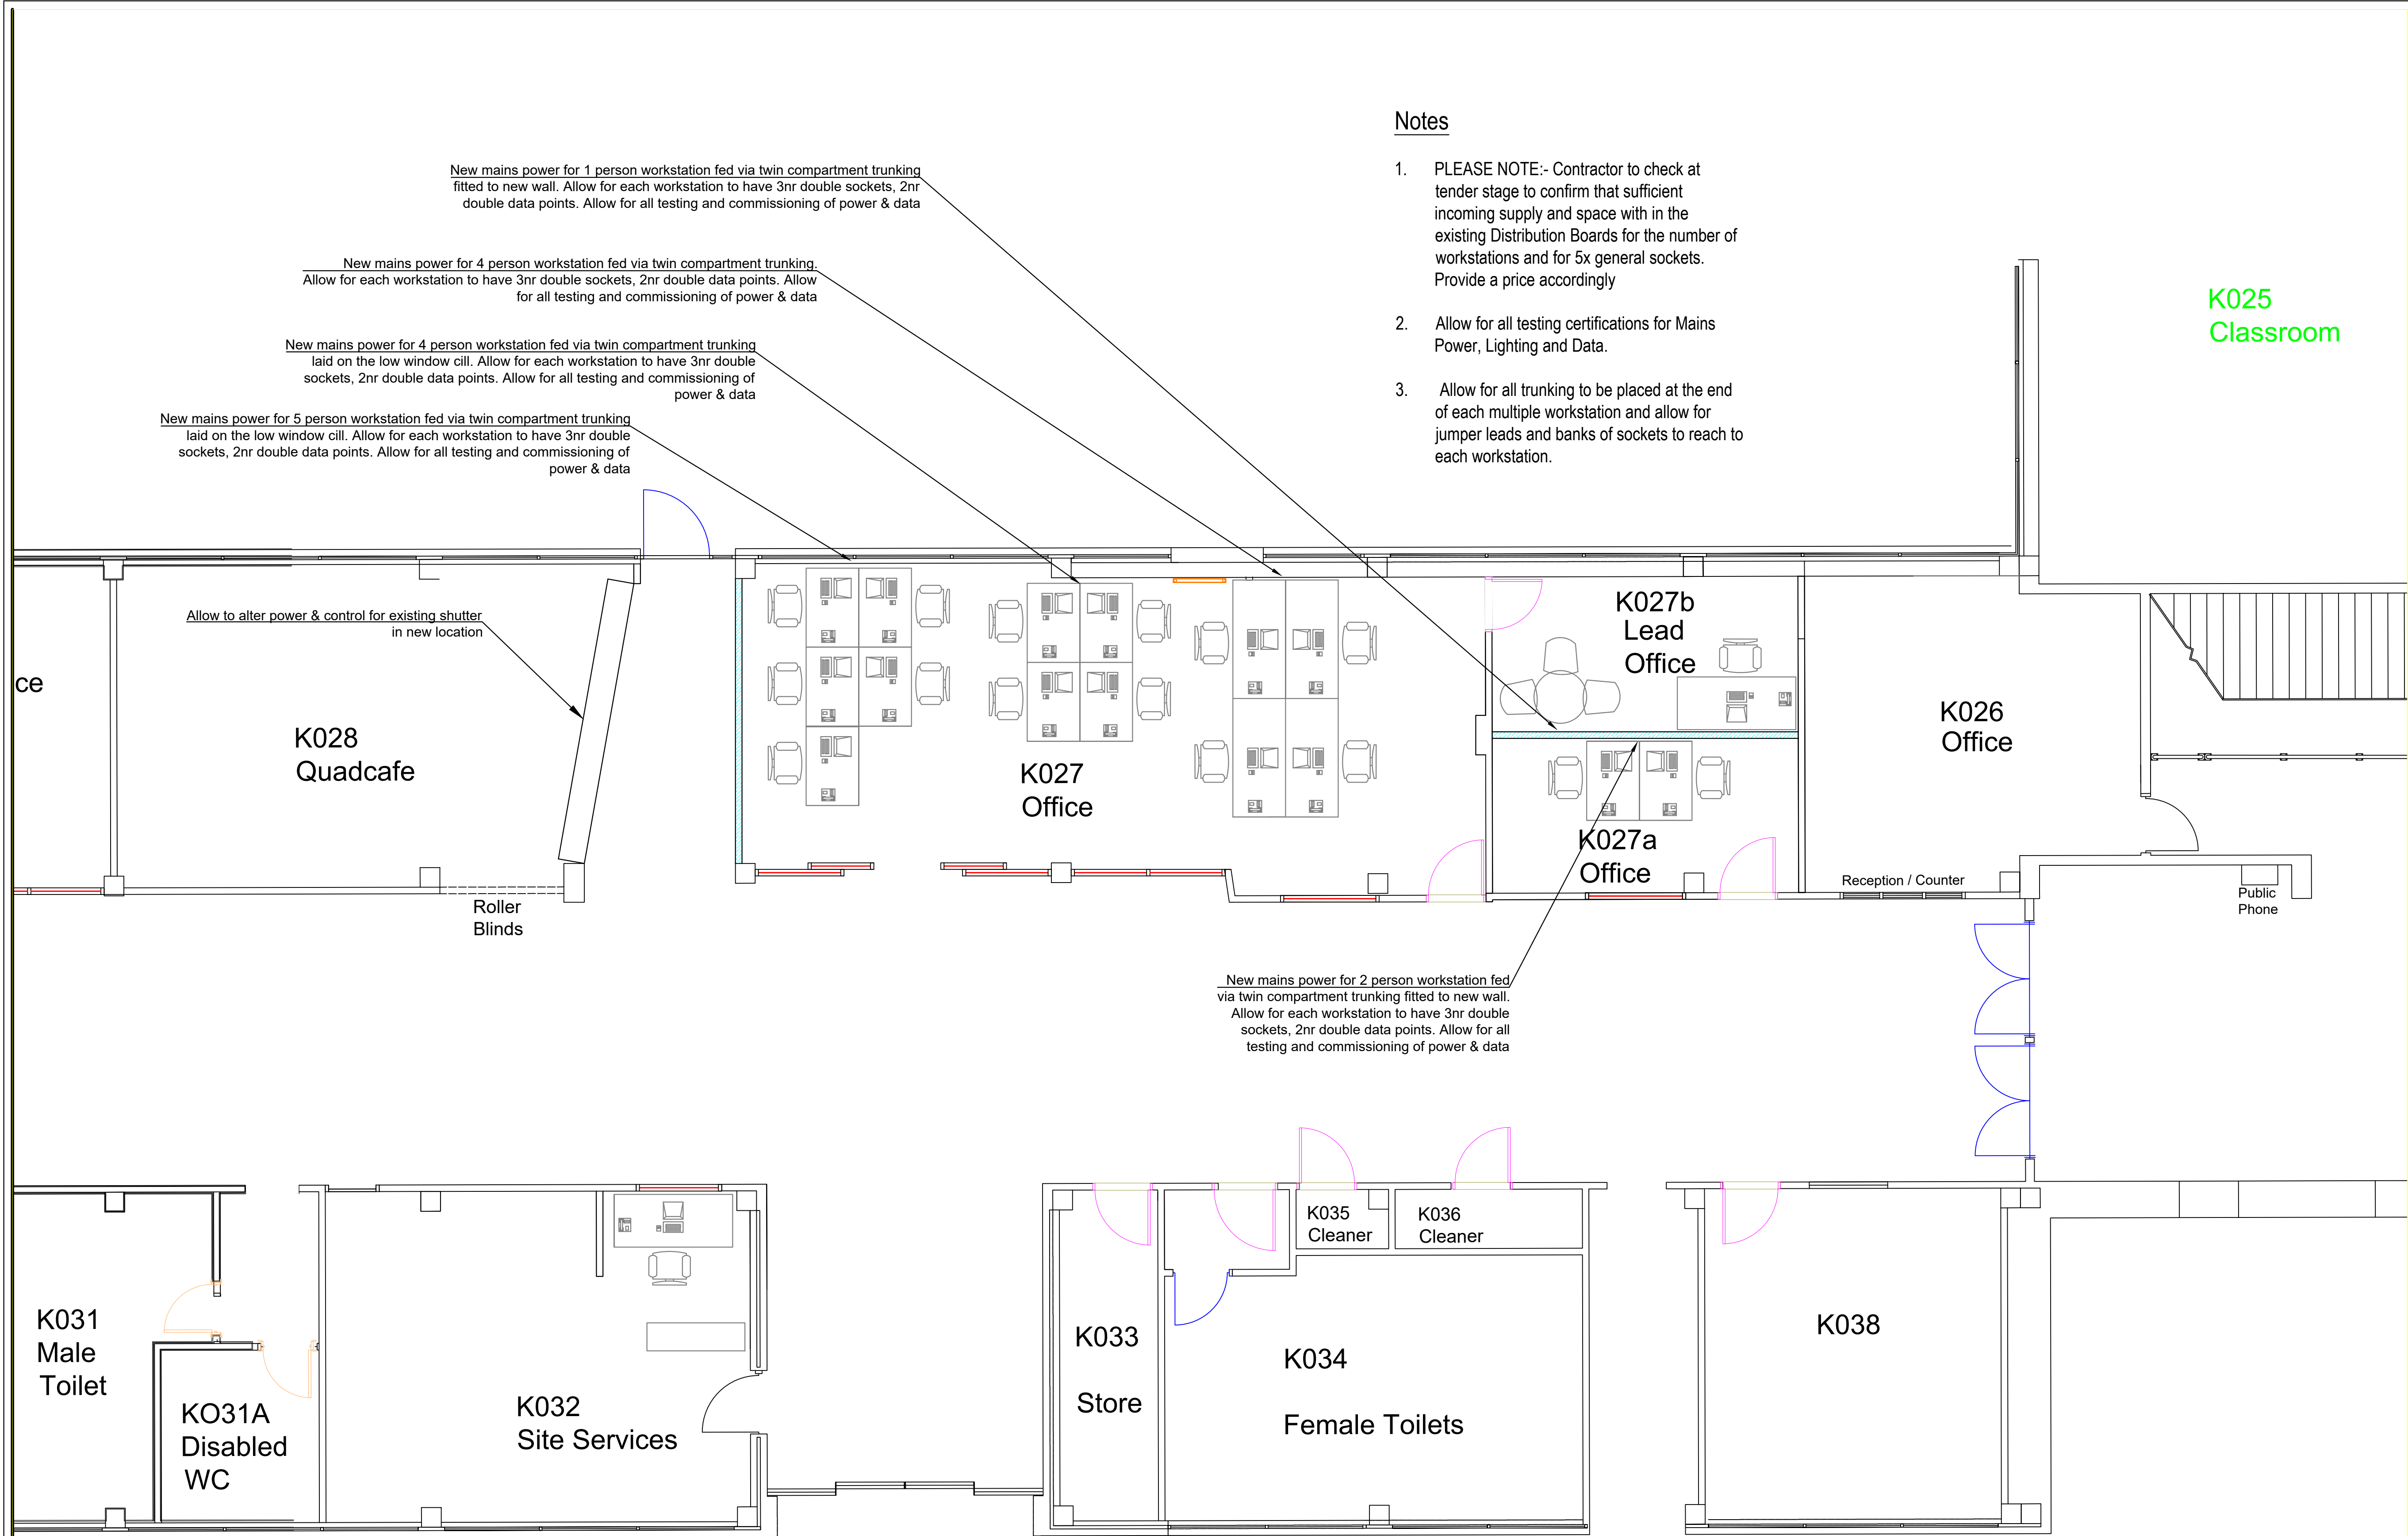 Notes
1. PLEASE NOTE:- Contractor to check at
tender stage to confirm that sufficient
incoming supply and space with in the
existing Distribution Boards for the number of
workstations and for 5x general sockets.
Provide a price accordingly
2. Allow for all testing certifications for Mains
Power, Lighting and Data.
3. Allow for all trunking to be placed at the end
of each multiple workstation and allow for
jumper leads and banks of sockets to reach to
each workstation.
New mains power for 1 person workstation fed via twin compartment trunking
fitted to new wall. Allow for each workstation to have 3nr double sockets, 2nr
double data points. Allow for all testing and commissioning of power & data
New mains power for 4 person workstation fed via twin compartment trunking.
Allow for each workstation to have 3nr double sockets, 2nr double data points. Allow
for all testing and commissioning of power & data
New mains power for 4 person workstation fed via twin compartment trunking
laid on the low window cill. Allow for each workstation to have 3nr double
sockets, 2nr double data points. Allow for all testing and commissioning of
power & data
New mains power for 5 person workstation fed via twin compartment trunking
laid on the low window cill. Allow for each workstation to have 3nr double
sockets, 2nr double data points. Allow for all testing and commissioning of
power & data
K025
Classroom
Allow to alter power & control for existing shutter
in new location
ce
K028
Quadcafe
Roller
Blinds
K027
Office
K027b
Lead
Office
K027a
Office
K026
Office
Reception / Counter
Public
Phone
New mains power for 2 person workstation fed
via twin compartment trunking fitted to new wall.
Allow for each workstation to have 3nr double
sockets, 2nr double data points. Allow for all
testing and commissioning of power & data
K031
Male
Toilet
KO31A
Disabled
WC
K032
Site Services
K033
Store
K034
Female Toilets
K035
Cleaner
K036
Cleaner
K038